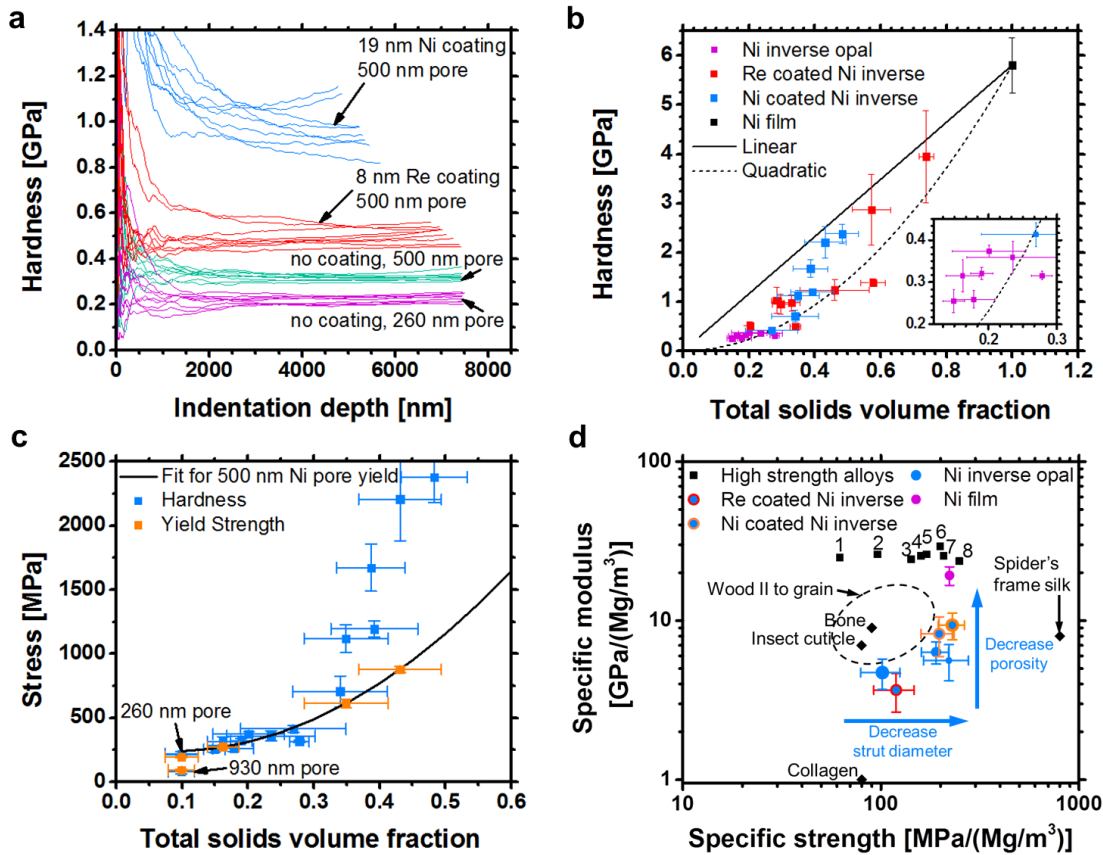 a
1.4
1.2
1.0
0.8
0.6
0.4
0.2
0.0
Hardness [GPa]
19 nm Ni coating
500 nm pore
8 nm Re coating
500 nm pore
no coating, 500 nm pore
no coating, 260 nm pore
0 2000 4000 6000 8000
Indentation depth [nm]
b
6
5
4
3
2
1
0
Hardness [GPa]
Ni inverse opal
Re coated Ni inverse
Ni coated Ni inverse
Ni film
Linear
Quadratic
0.4
0.3
0.2
0.2 0.3
0.0 0.2 0.4 0.6 0.8 1.0 1.2
Total solids volume fraction
c
2500
2000
1500
1000
500
0
Stress [MPa]
Fit for 500 nm Ni pore yield
Hardness
Yield Strength
260 nm pore
930 nm pore
0.0 0.1 0.2 0.3 0.4 0.5 0.6
Total solids volume fraction
d
100
10
1
Specific modulus
[GPa/(Mg/m³)]
High strength alloys
Re coated Ni inverse
Ni coated Ni inverse
Ni inverse opal
Ni film
1 2 3 4 5 6 7 8
Wood II to grain
Spider's
frame silk
Bone
Insect cuticle
Decrease
porosity
Decrease
strut diameter
Collagen
10 100 1000
Specific strength [MPa/(Mg/m³)]